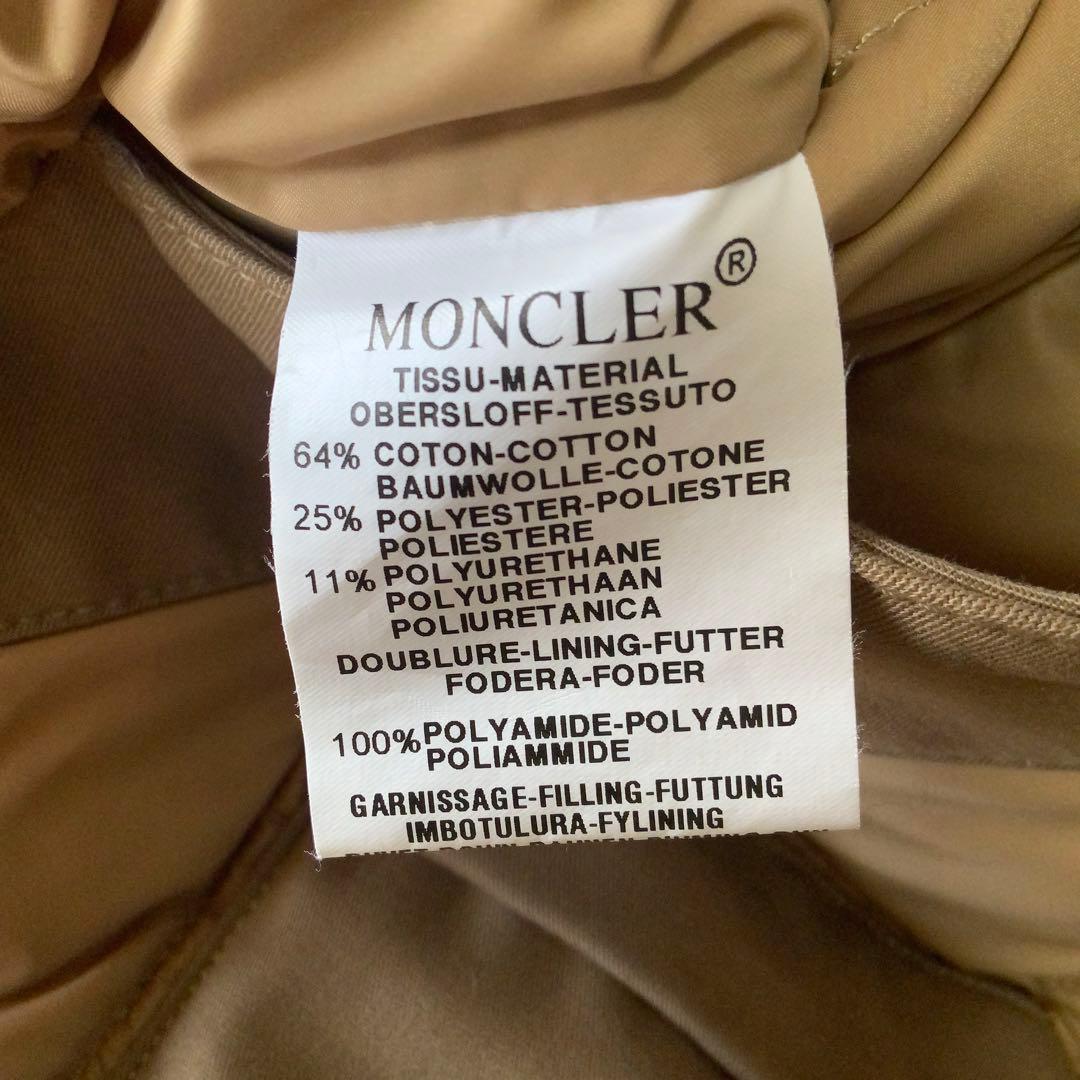 MONCLER®
TISSU-MATERIAL
OBERSLOFF-TESSUTO
64% COTON-COTTON
BAUMWOLLE-COTONE
25% POLYESTER-POLIESTER
POLIESTERE
11% POLYURETHANE
POLYURETHAAN
POLIURETANICA
DOUBLURE-LINING-FUTTER
FODERA-FODER
100% POLYAMIDE-POLYAMID
POLIAMMIDE
GARNISSAGE-FILLING-FUTTUNG
IMBOTULURA-FYLINING